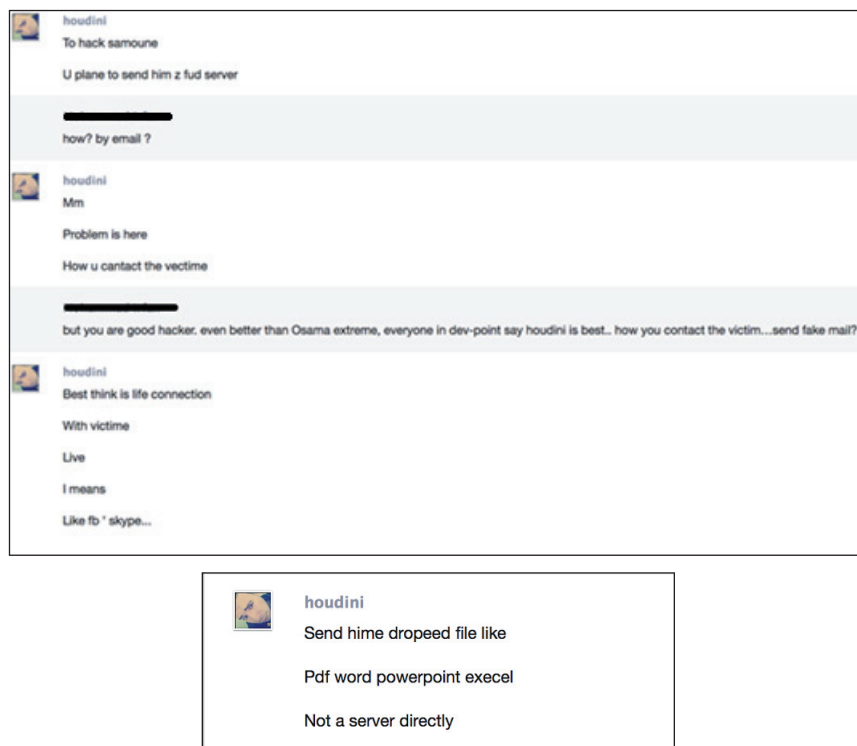 houdini
To hack samoune
U plane to send him z fud server
how? by email ?
houdini
Mm
Problem is here
How u cantact the vectime
but you are good hacker. even better than Osama extreme, everyone in dev-point say houdini is best.. how you contact the victim...send fake mail?
houdini
Best think is life connection
With victime
Live
I means
Like fb * skype...
houdini
Send hime dropeed file like
Pdf word powerpoint execel
Not a server directly